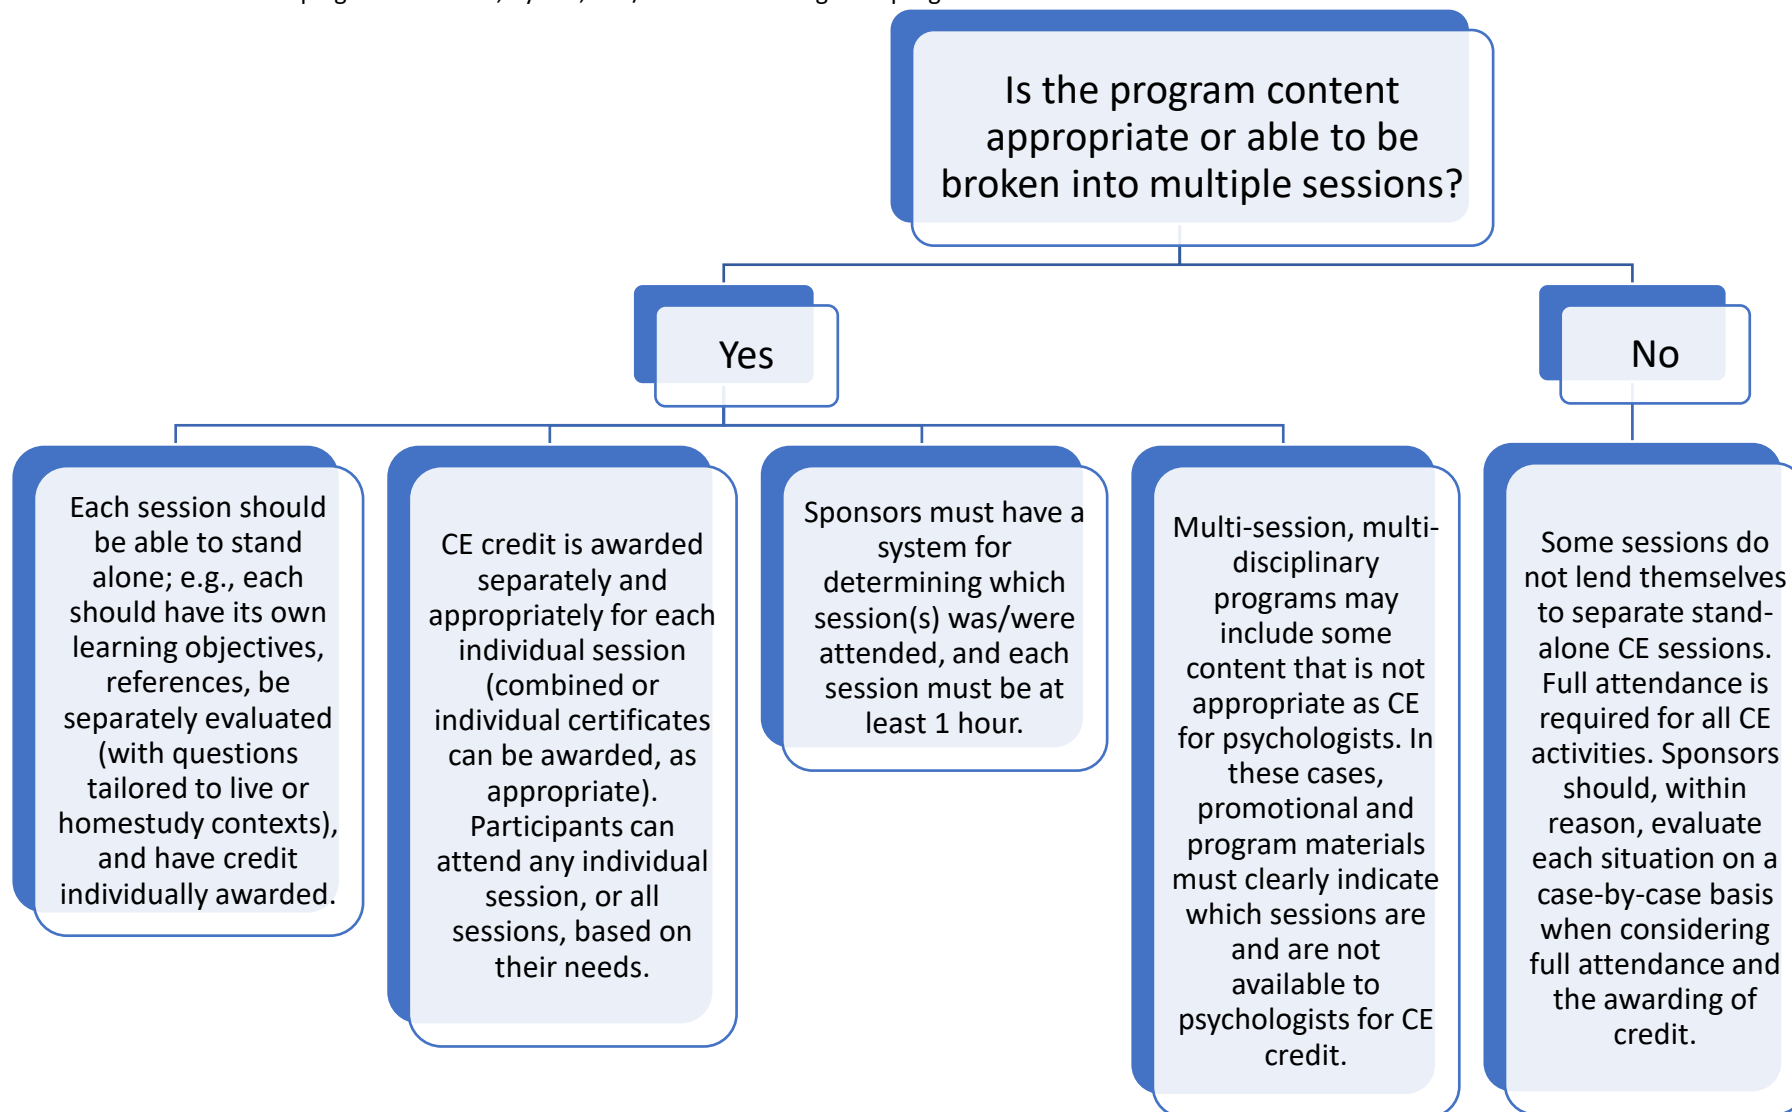 Is the program content
appropriate or able to be
broken into multiple sessions?
Yes
No
Each session should
be able to stand
alone; e.g., each
should have its own
learning objectives,
references, be
separately evaluated
(with questions
tailored to live or
homestudy contexts),
and have credit
individually awarded.
CE credit is awarded
separately and
appropriately for each
individual session
(combined or
individual certificates
can be awarded, as
appropriate).
Participants can
attend any individual
session, or all
sessions, based on
their needs.
Sponsors must have a
system for
determining which
session(s) was/were
attended, and each
session must be at
least 1 hour.
Multi-session, multi-
disciplinary
programs may
include some
content that is not
appropriate as CE
for psychologists. In
these cases,
promotional and
program materials
must clearly indicate
which sessions are
and are not
available to
psychologists for CE
credit.
Some sessions do
not lend themselves
to separate stand-
alone CE sessions.
Full attendance is
required for all CE
activities. Sponsors
should, within
reason, evaluate
each situation on a
case-by-case basis
when considering
full attendance and
the awarding of
credit.